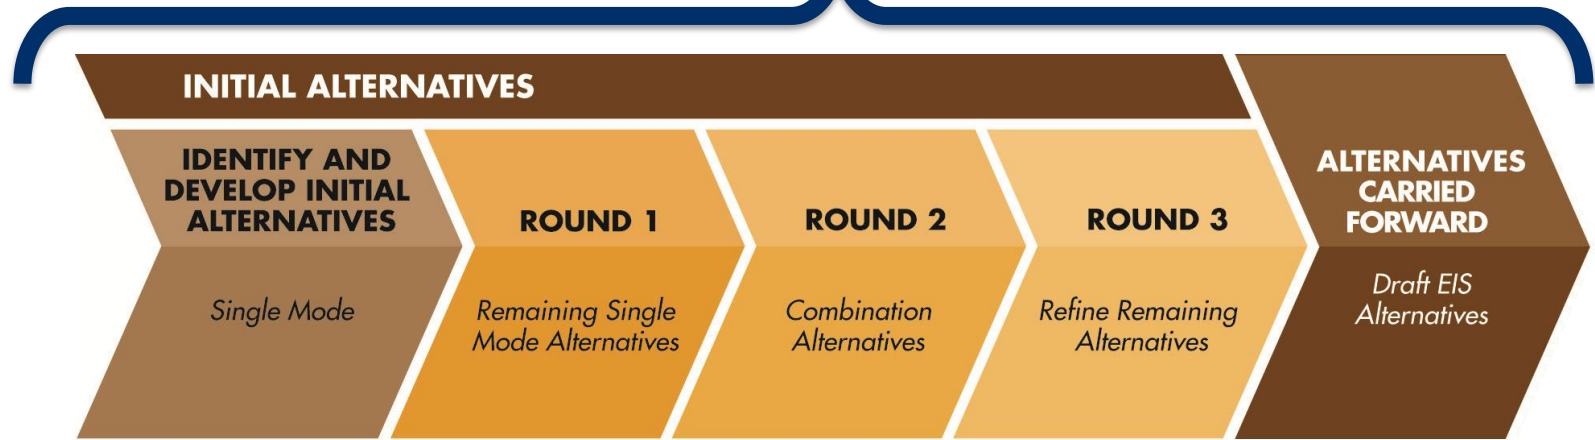 INITIAL ALTERNATIVES
IDENTIFY AND
DEVELOP INITIAL
ALTERNATIVES
Single Mode
ROUND 1
Remaining Single
Mode Alternatives
ROUND 2
Combination
Alternatives
ROUND 3
Refine Remaining
Alternatives
ALTERNATIVES
CARRIED
FORWARD
Draft EIS
Alternatives